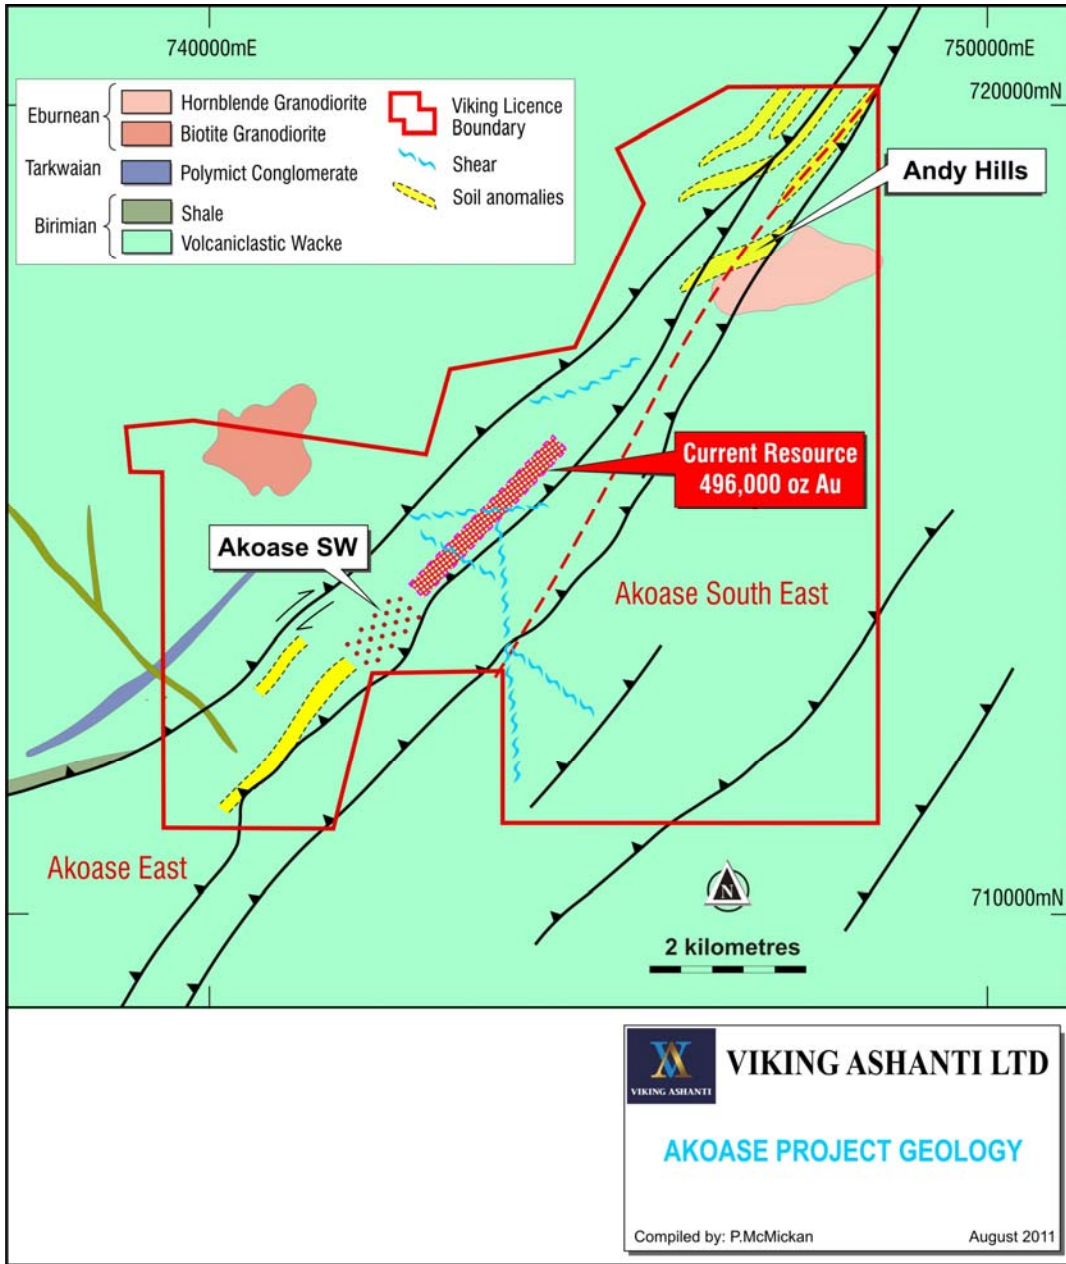 740000mE
750000mE
720000mN
Eburnean
Hornblende Granodiorite
Biotite Granodiorite
Tarkwaian
Polymict Conglomerate
Birimian
Shale
Volcaniclastic Wacke
Viking Licence
Boundary
Shear
Soil anomalies
Andy Hills
Current Resource
496,000 oz Au
Akoase SW
Akoase South East
Akoase East
N
710000mN
2 kilometres
VA
VIKING ASHANTI
VIKING ASHANTI LTD
AKOASE PROJECT GEOLOGY
Compiled by: P.McMickan
August 2011